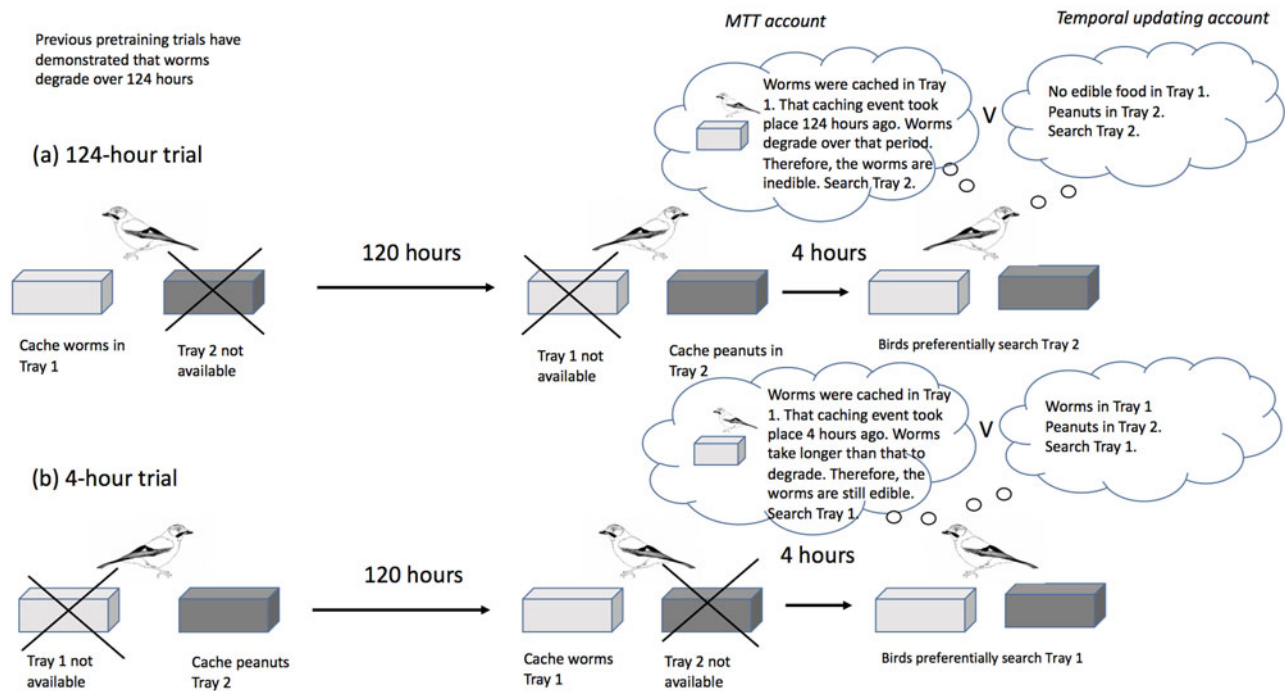 MTT account
Temporal updating account
Previous pretraining trials have
demonstrated that worms
degrade over 124 hours
Worms were cached in Tray
1. That caching event took
place 124 hours ago. Worms
degrade over that period.
Therefore, the worms are
inedible. Search Tray 2.
V
No edible food in Tray 1.
Peanuts in Tray 2.
Search Tray 2.
(a) 124-hour trial
120 hours
4 hours
Cache worms in
Tray 1
Tray 2 not
available
Tray 1 not
available
Cache peanuts in
Tray 2
Birds preferentially search Tray 2
Worms were cached in Tray
1. That caching event took
place 4 hours ago. Worms
take longer than that to
degrade. Therefore, the
worms are still edible.
Search Tray 1.
V
Worms in Tray 1
Peanuts in Tray 2.
Search Tray 1.
(b) 4-hour trial
120 hours
4 hours
Tray 1 not
available
Cache peanuts
Tray 2
Cache worms
Tray 1
Tray 2 not
available
Birds preferentially search Tray 1